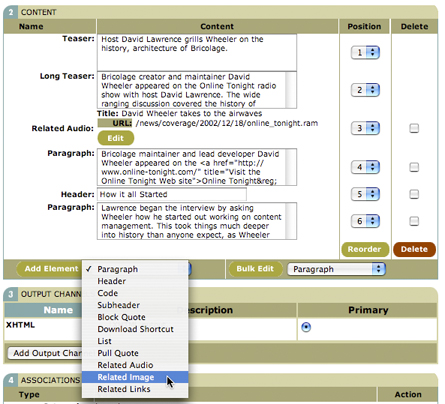 2 CONTENT
Name Content Position Delete
Teaser: Host David Lawrence grills Wheeler on the
history, architecture of Bricolage.
1
Long Teaser: Bricolage creator and maintainer David
Wheeler appeared on the Online Tonight radio
show with host David Lawrence. The wide
ranging discussion covered the history of
2
Title: David Wheeler takes to the airwaves
Related Audio: URL: /news/coverage/2002/12/18/online_tonight.ram
3
Edit
Paragraph: Bricolage maintainer and lead developer David
Wheeler appeared on the <a href="http://
www.online-tonight.com/" title="Visit the
Online Tonight Web site">Online Tonight&reg;
4
Header: How it all Started
5
Paragraph: Lawrence began the interview by asking
Wheeler how he started out working on content
management. This took things much deeper
into history than anyone expect, as Wheeler
6
Reorder Delete
Add Element ✓ Paragraph Bulk Edit Paragraph
Header
Code
Subheader
Block Quote
Download Shortcut
List
Pull Quote
Related Audio
Related Image
Related Links
3 OUTPUT CHANN
Name Description Primary
XHTML
Add Output Chan
4 ASSOCIATIONS
Type Action